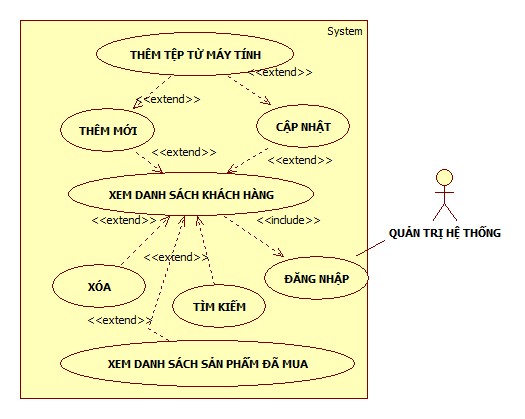 System
THÊM TỆP TỪ MÁY TÍNH
<<extend>>
<<extend>>
THÊM MỚI
CẬP NHẬT
<<extend>>
<<extend>>
XEM DANH SÁCH KHÁCH HÀNG
<<extend>>
<<include>>
QUẢN TRỊ HỆ THỐNG
<<extend>>
XÓA
ĐĂNG NHẬP
TÌM KIẾM
<<extend>>
XEM DANH SÁCH SẢN PHẨM ĐÃ MUA